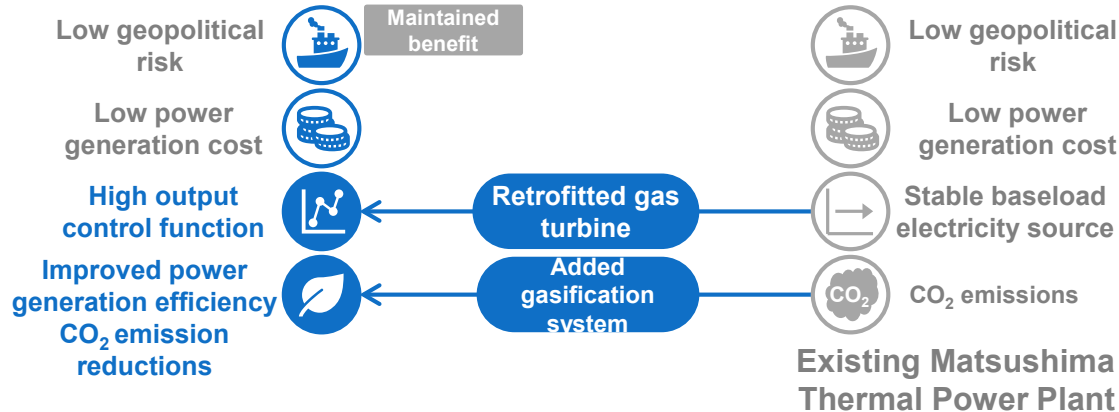 Low geopolitical
risk
Maintained
benefit
Low geopolitical
risk
Low power
generation cost
Low power
generation cost
High output
control function
Retrofitted gas
turbine
Stable baseload
electricity source
Improved power
generation efficiency
CO₂ emission
reductions
Added
gasification
system
CO₂
CO₂ emissions
Existing Matsushima
Thermal Power Plant